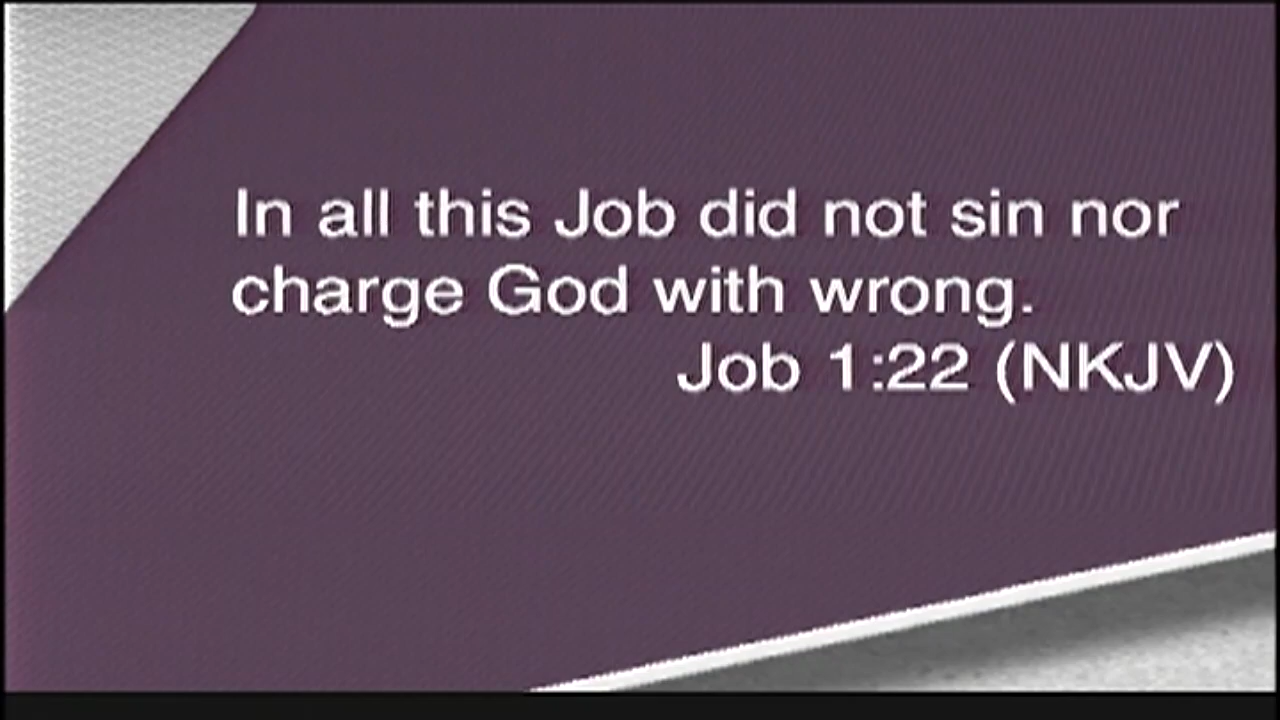 In all this Job did not sin nor
charge God with wrong.
Job 1:22 (NKJV)